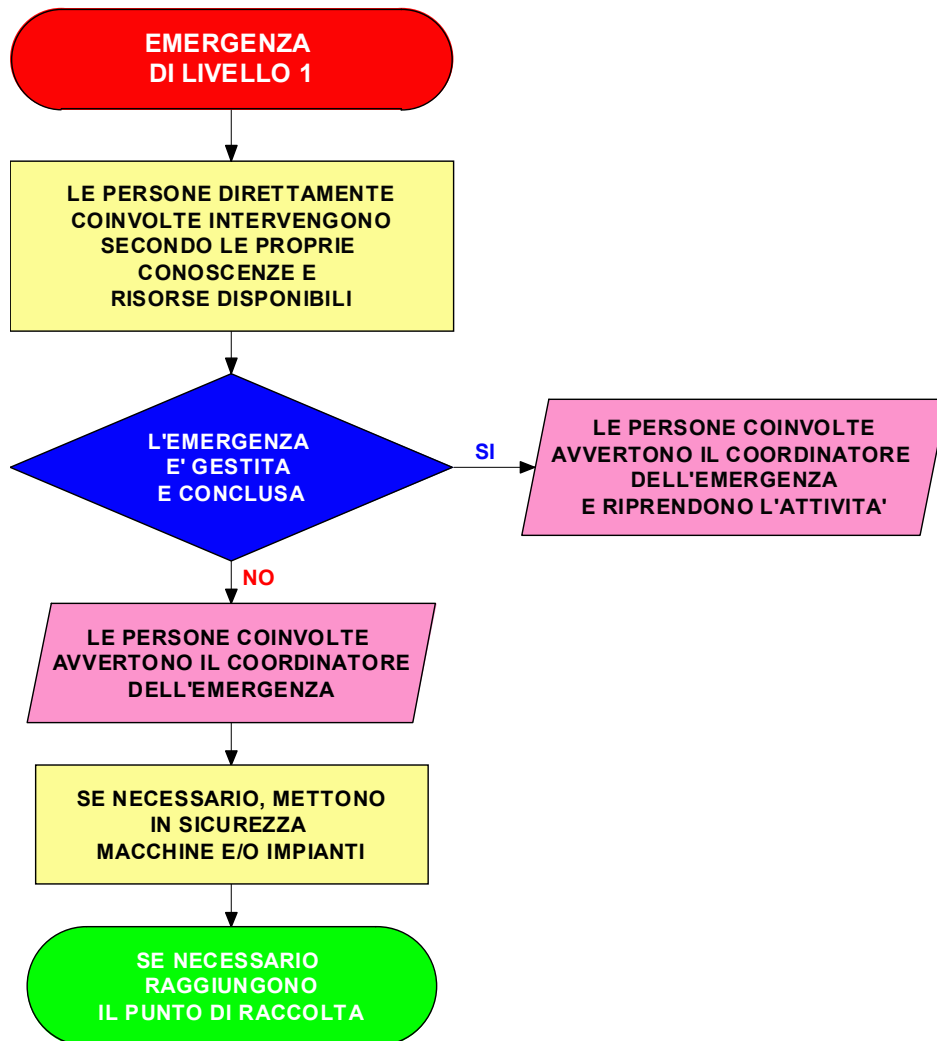 EMERGENZA
DI LIVELLO 1
LE PERSONE DIRETTAMENTE
COINVOLTE INTERVENGONO
SECONDO LE PROPRIE
CONOSCENZE E
RISORSE DISPONIBILI
L'EMERGENZA
E' GESTITA
E CONCLUSA
SI
LE PERSONE COINVOLTE
AVVERTONO IL COORDINATORE
DELL'EMERGENZA
E RIPRENDONO L'ATTIVITA'
NO
LE PERSONE COINVOLTE
AVVERTONO IL COORDINATORE
DELL'EMERGENZA
SE NECESSARIO, METTONO
IN SICUREZZA
MACCHINE E/O IMPIANTI
SE NECESSARIO
RAGGIUNGONO
IL PUNTO DI RACCOLTA